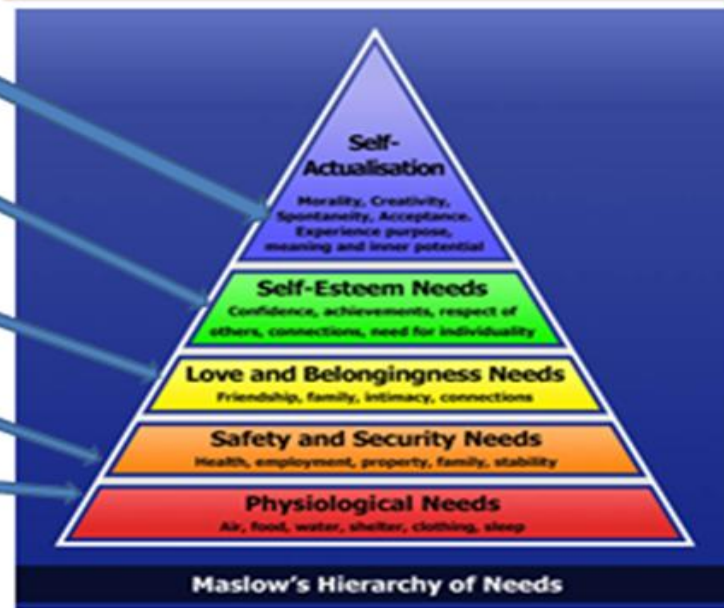 Self-
Actualisation
Morality, Creativity,
Spontaneity, Acceptance.
Experience purpose,
meaning and inner potential
Self-Esteem Needs
Confidence, achievements, respect of
others, connections, need for individuality
Love and Belongingness Needs
Friendship, family, intimacy, connections
Safety and Security Needs
Health, employment, property, family, stability
Physiological Needs
Air, food, water, shelter, clothing, sleep
Maslow's Hierarchy of Needs